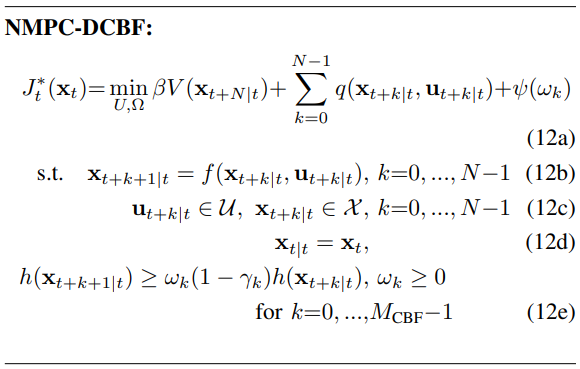 NMPC-DCBF:
J*_t(x_t)=min_{U,Ω} βV(x_{t+N|t})+∑_{k=0}^{N−1} q(x_{t+k|t}, u_{t+k|t})+ψ(ω_k)
(12a)
s.t. x_{t+k+1|t} = f(x_{t+k|t}, u_{t+k|t}), k=0, ..., N−1 (12b)
u_{t+k|t} ∈ 𝒰, x_{t+k|t} ∈ 𝒳, k=0, ..., N−1 (12c)
x_{t|t} = x_t, (12d)
h(x_{t+k+1|t}) ≥ ω_k(1 − γ_k)h(x_{t+k|t}), ω_k ≥ 0
for k=0, ...,M_{CBF}−1 (12e)